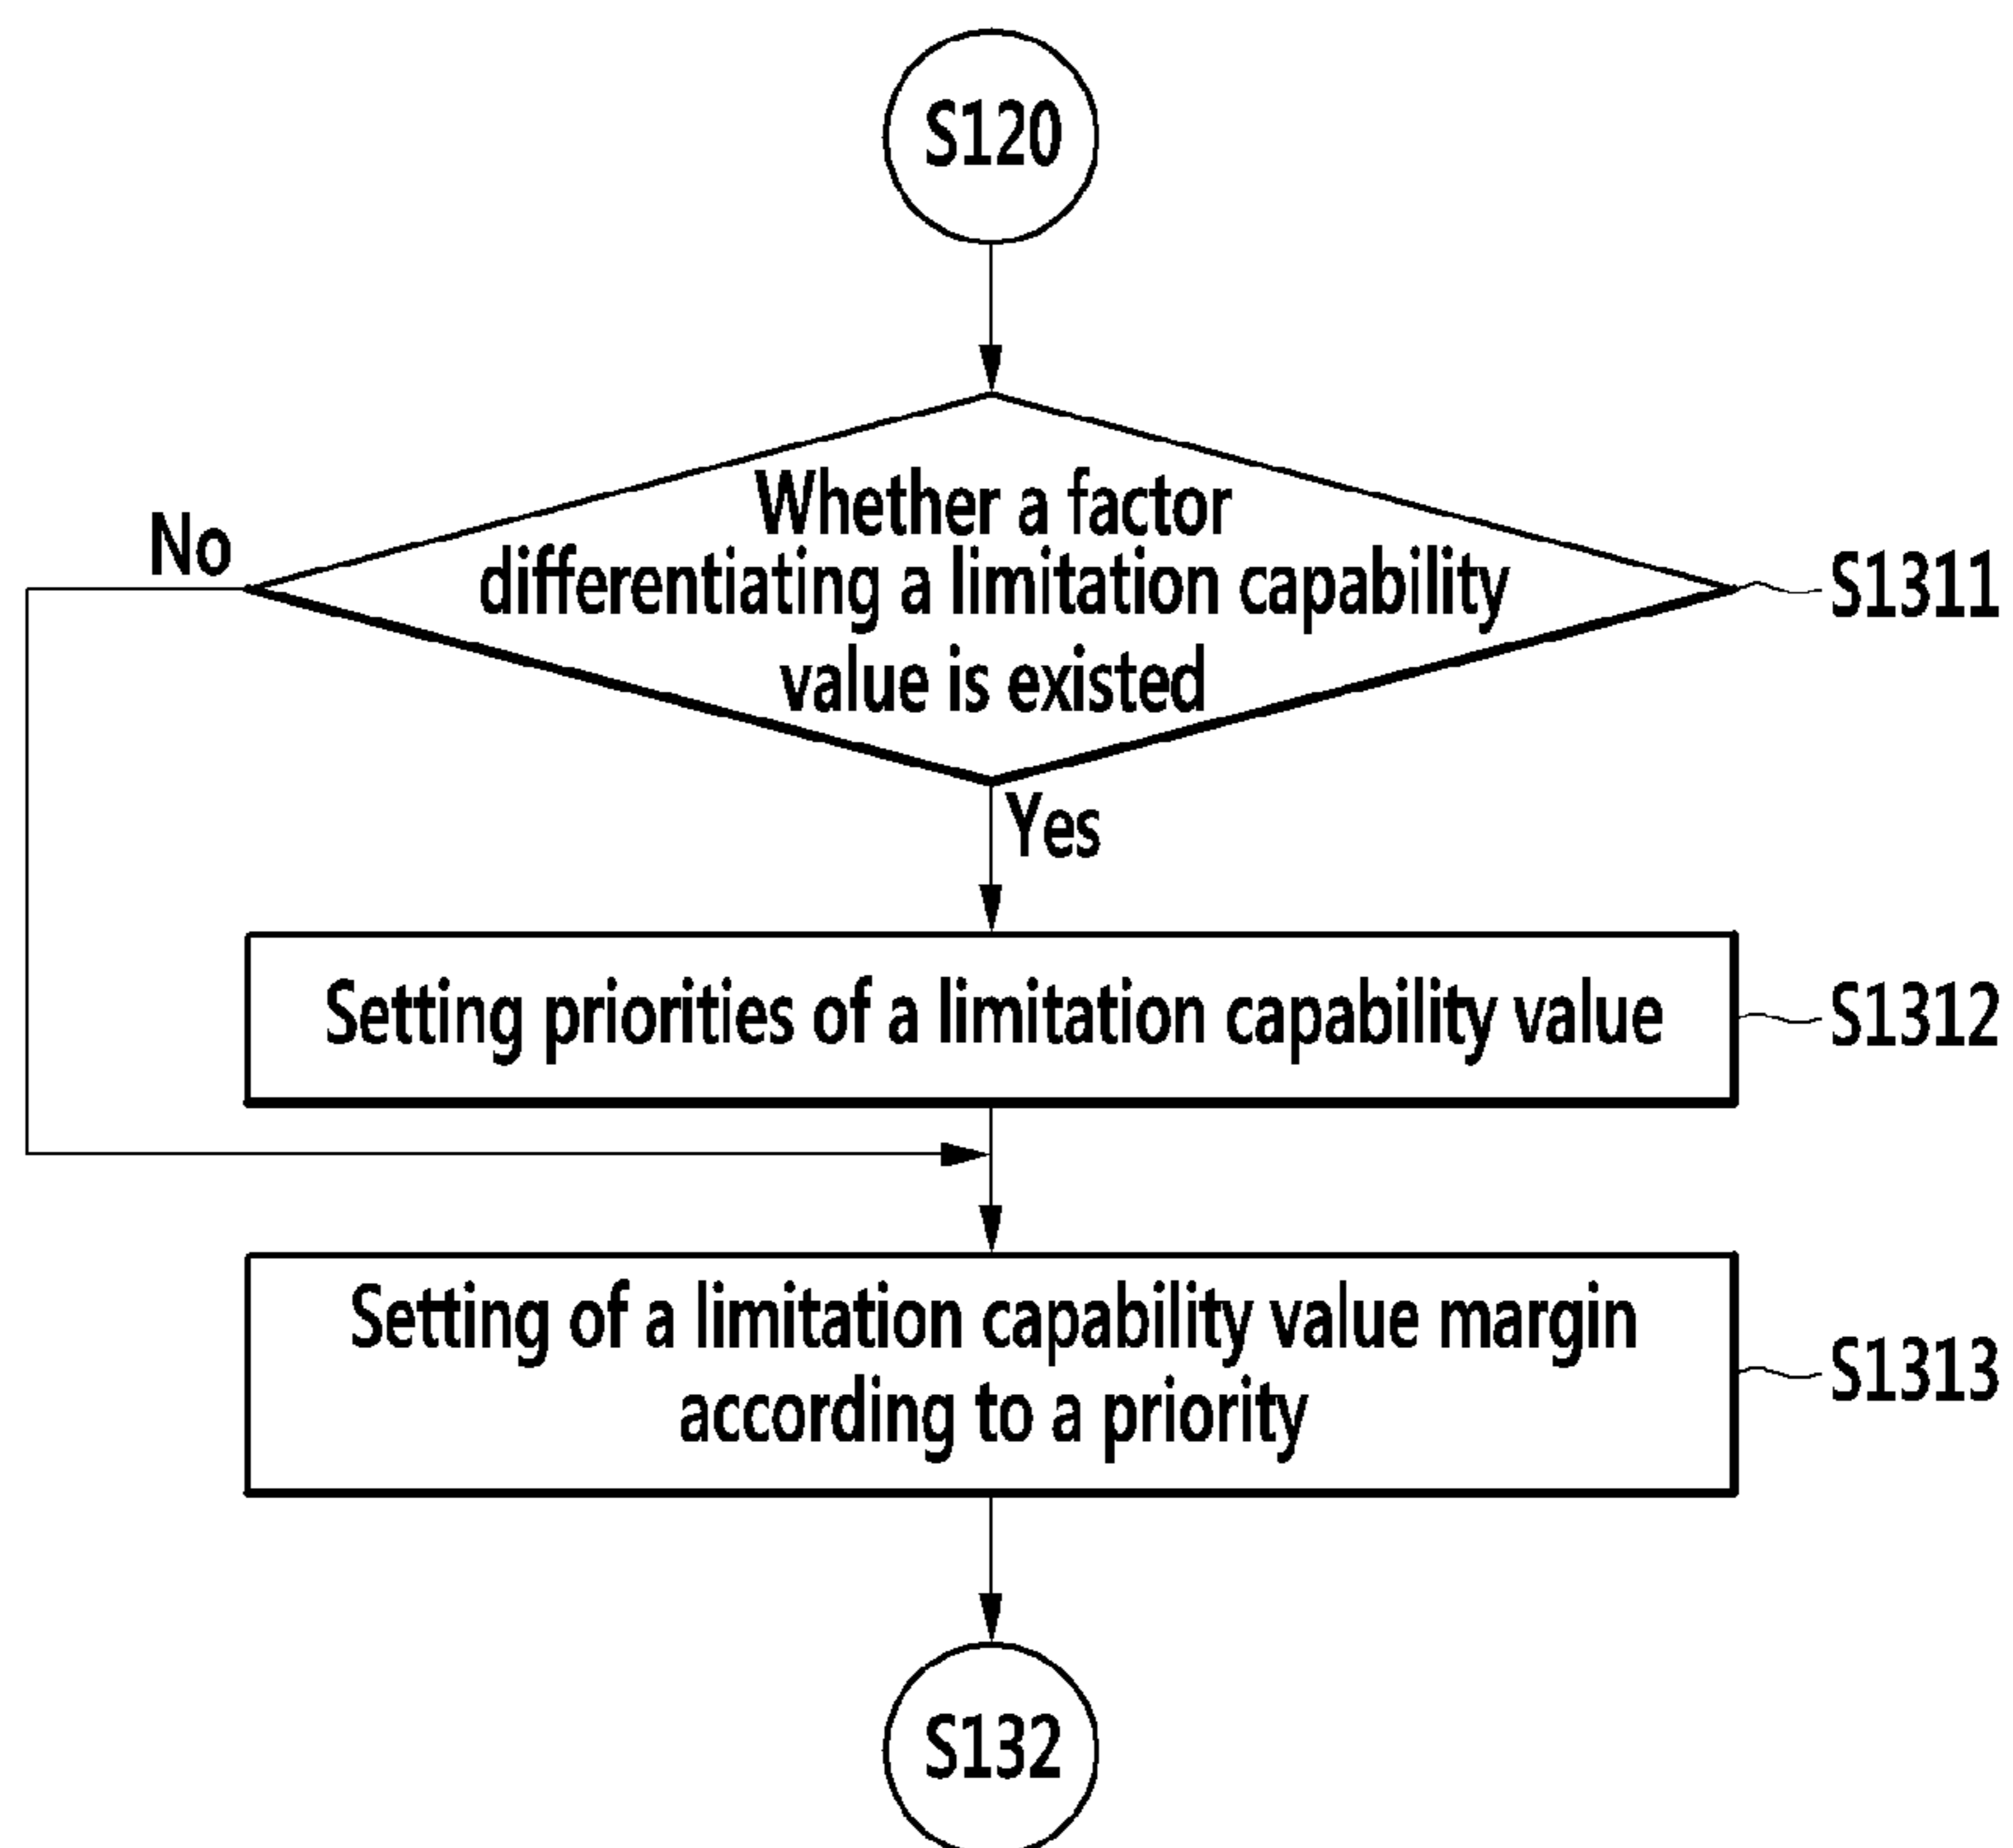 S120
Whether a factor
differentiating a limitation capability
value is existed
No
S1311
Yes
Setting priorities of a limitation capability value
S1312
Setting of a limitation capability value margin
according to a priority
S1313
S132